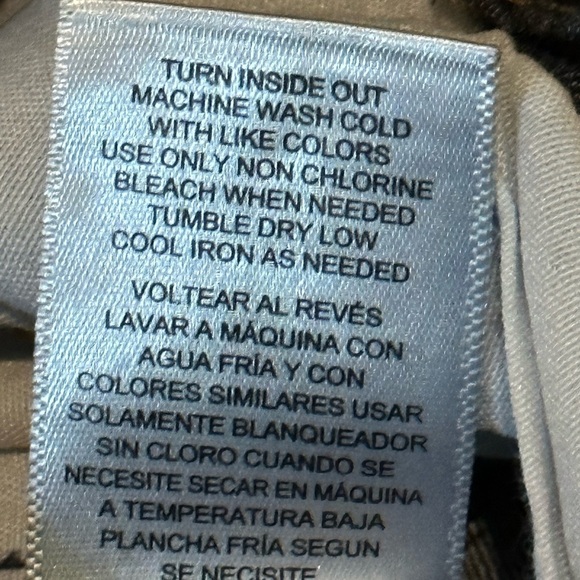 TURN INSIDE OUT
MACHINE WASH COLD
WITH LIKE COLORS
USE ONLY NON CHLORINE
BLEACH WHEN NEEDED
TUMBLE DRY LOW
COOL IRON AS NEEDED
VOLTEAR AL REVÉS
LAVAR A MÁQUINA CON
AGUA FRÍA Y CON
COLORES SIMILARES USAR
SOLAMENTE BLANQUEADOR
SIN CLORO CUANDO SE
NECESITE SECAR EN MÁQUINA
A TEMPERATURA BAJA
PLANCHA FRÍA SEGUN
SE NECISITE